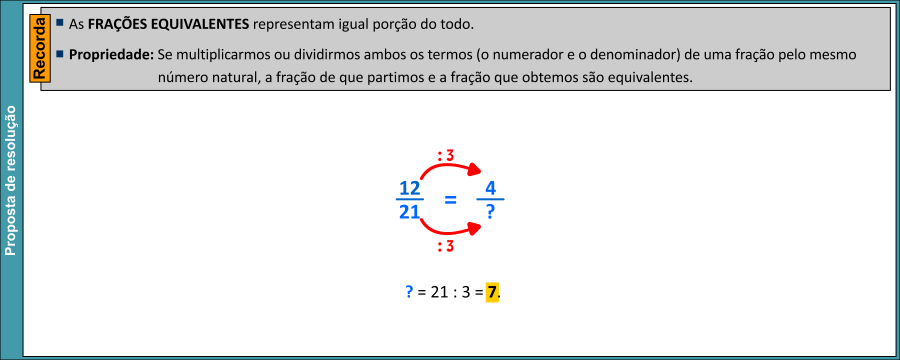 Proposta de resolução
Recorda
▪ As FRAÇÕES EQUIVALENTES representam igual porção do todo.
▪ Propriedade: Se multiplicarmos ou dividirmos ambos os termos (o numerador e o denominador) de uma fração pelo mesmo
número natural, a fração de que partimos e a fração que obtemos são equivalentes.
: 3
12 4
=
21 ?
: 3
? = 21 : 3 = 7.